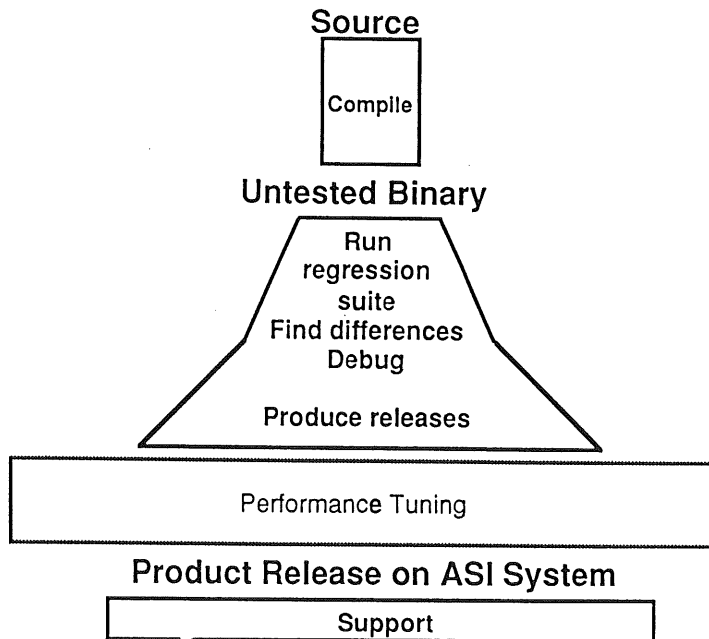 Source
Compile
Untested Binary
Run
regression
suite
Find differences
Debug
Produce releases
Performance Tuning
Product Release on ASI System
Support